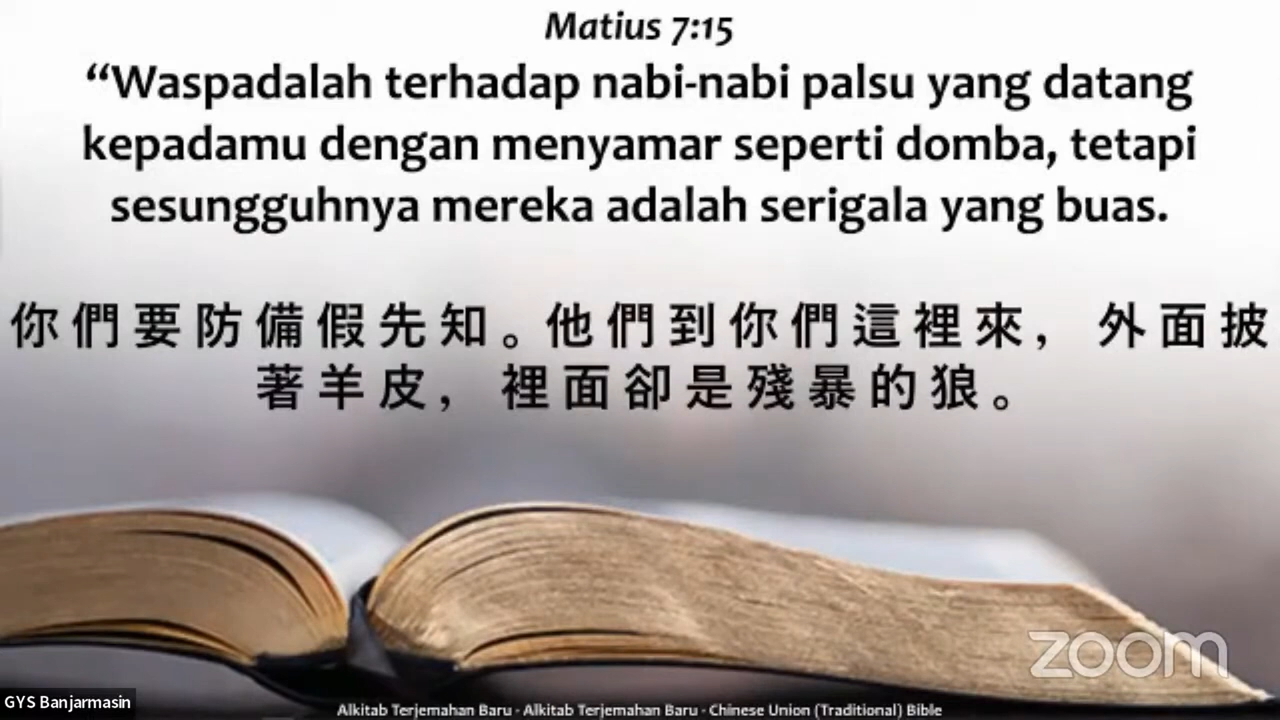 Matius 7:15
“Waspadalah terhadap nabi-nabi palsu yang datang
kepadamu dengan menyamar seperti domba, tetapi
sesungguhnya mereka adalah serigala yang buas.
你們要防備假先知。他們到你們這裡來， 外面披
著羊皮，裡面卻是殘暴的狼。
zoom
GYS Banjarmasin
Alkitab Terjemahan Baru - Alkitab Terjemahan Baru - Chinese Union (Traditional) Bible